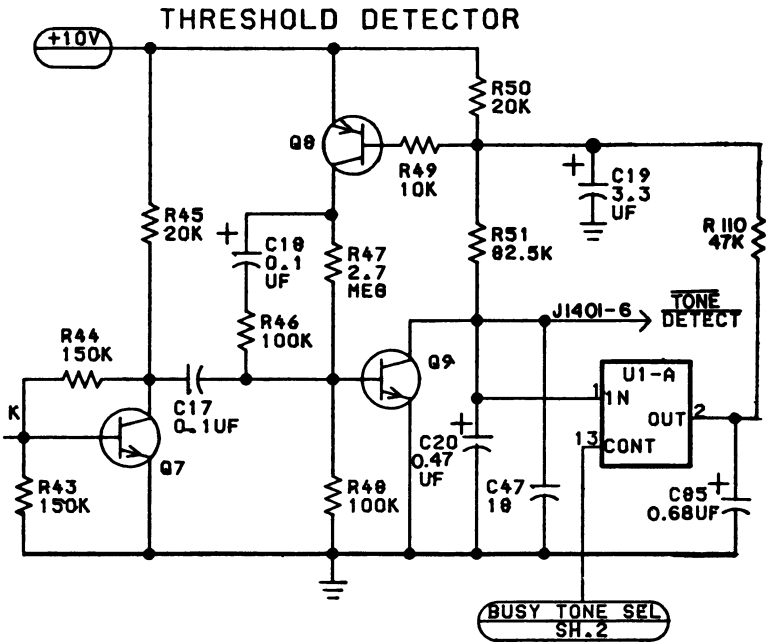 THRESHOLD DETECTOR
+10V
R50
20K
Q8
R49
10K
+
C19
3.3
UF
R45
20K
+
C18
0.1
UF
R47
2.7
MEG
R51
82.5K
R110
47K
R46
100K
J1401-6
TONE
DETECT
R44
150K
Q9
U1-A
1
IN
OUT
2
K
C17
0.1UF
+
C20
0.47
UF
13
CONT
Q7
R43
150K
R48
100K
C47
18
+
C85
0.68UF
BUSY TONE SEL
SH.2